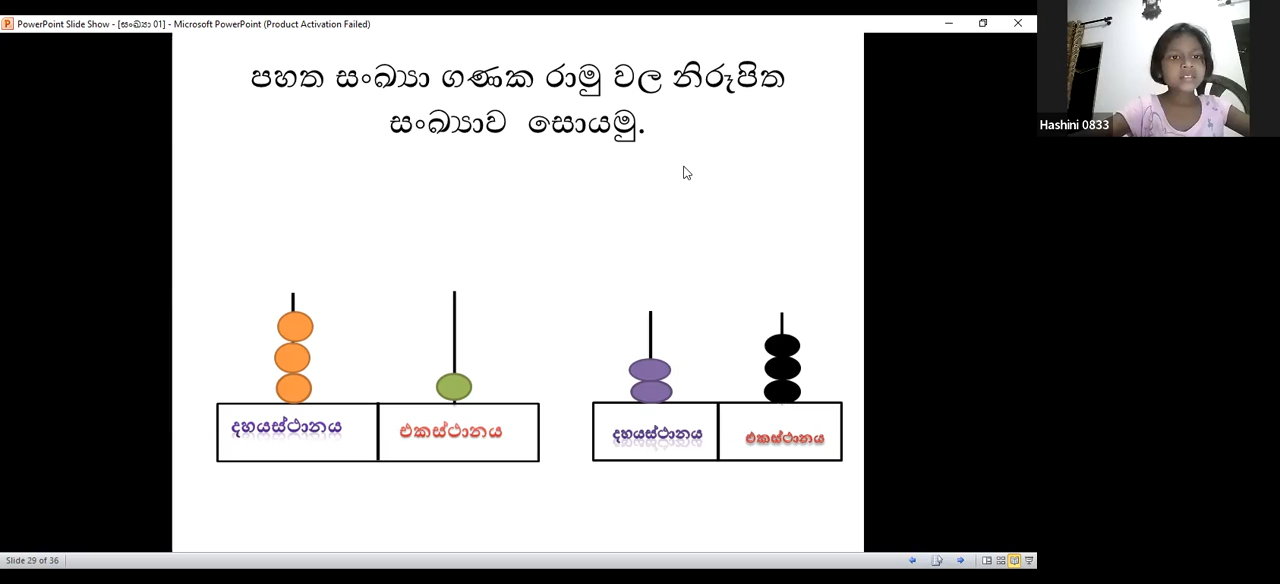 PowerPoint Slide Show - [සංඛ්‍යා 01] - Microsoft PowerPoint (Product Activation Failed)
පහත සංඛ්‍යා ගණක රාමු වල නිරූපිත
සංඛ්‍යාව සොයමු.
Hashini 0833
දහයස්ථානය එකස්ථානය දහයස්ථානය එකස්ථානය
Slide 29 of 36